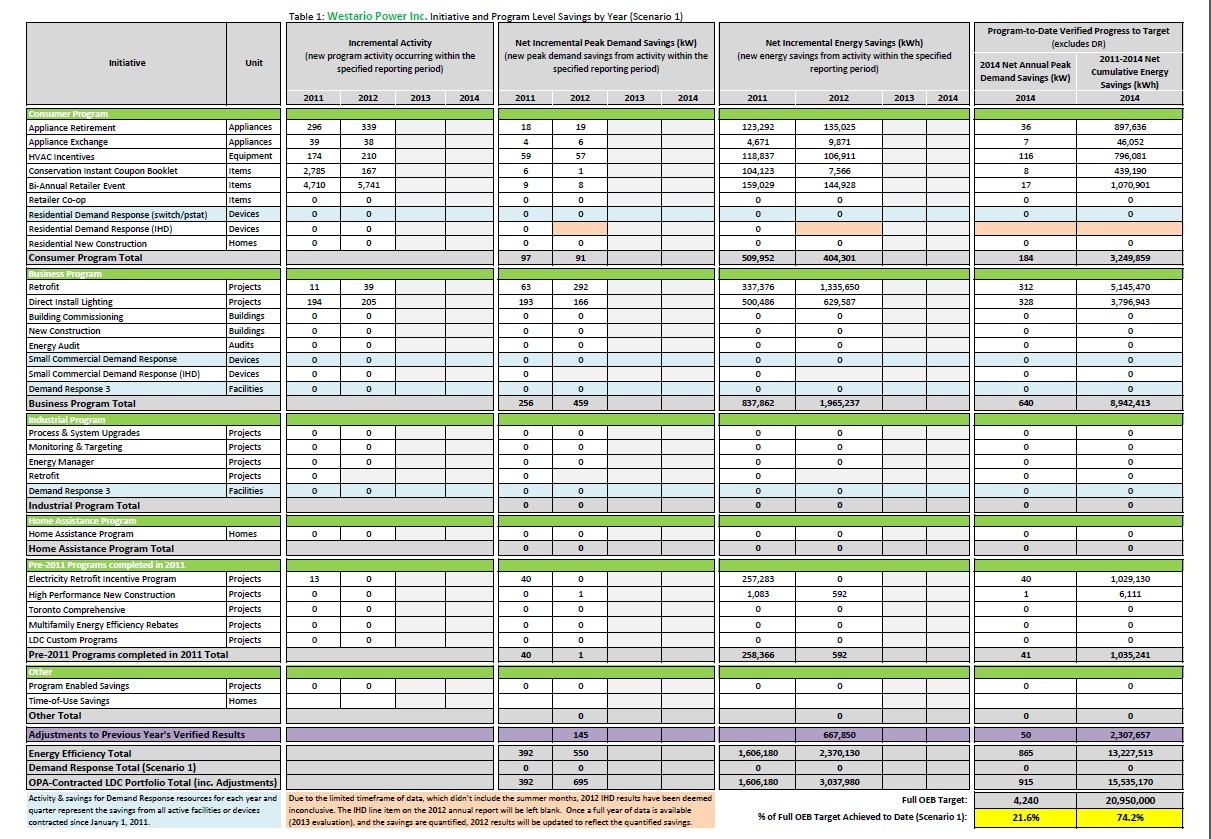 Table 1: Westario Power Inc. Initiative and Program Level Savings by Year (Scenario 1)
Initiative Unit Incremental Activity (new program activity occurring within the specified reporting period) Net Incremental Peak Demand Savings (kW) (new peak demand savings from activity within the specified reporting period) Net Incremental Energy Savings (kWh) (new energy savings from activity within the specified reporting period) Program-to-Date Verified Progress to Target (excludes DR)
2014 Net Annual Peak Demand Savings (kW) 2011-2014 Net Cumulative Energy Savings (kWh)
2011 2012 2013 2014 2011 2012 2013 2014 2011 2012 2013 2014 2014 2014
Consumer Program
Appliance Retirement Appliances 296 339 18 19 123,292 135,025 36 897,636
Appliance Exchange Appliances 39 38 4 6 4,671 9,871 7 46,052
HVAC Incentives Equipment 174 210 59 57 118,837 106,911 116 796,081
Conservation Instant Coupon Booklet Items 2,785 167 6 1 104,123 7,566 8 439,190
Bi-Annual Retailer Event Items 4,710 5,741 9 8 159,029 144,928 17 1,070,901
Retailer Co-op Items 0 0 0 0 0 0 0 0
Residential Demand Response (switch/pstat) Devices 0 0 0 0 0 0 0 0
Residential Demand Response (IHD) Devices 0 0 0 0
Residential New Construction Homes 0 0 0 0 0 0 0 0
Consumer Program Total 97 91 509,952 404,301 184 3,249,859
Business Program
Retrofit Projects 11 39 63 292 337,376 1,335,650 312 5,145,470
Direct Install Lighting Projects 194 205 193 166 500,486 629,587 328 3,796,943
Building Commissioning Buildings 0 0 0 0 0 0 0 0
New Construction Buildings 0 0 0 0 0 0 0 0
Energy Audit Audits 0 0 0 0 0 0 0 0
Small Commercial Demand Response Devices 0 0 0 0 0 0 0 0
Small Commercial Demand Response (IHD) Devices 0 0 0 0 0 0
Demand Response 3 Facilities 0 0 0 0 0 0 0 0
Business Program Total 256 459 837,862 1,965,237 640 8,942,413
Industrial Program
Process & System Upgrades Projects 0 0 0 0 0 0 0 0
Monitoring & Targeting Projects 0 0 0 0 0 0 0 0
Energy Manager Projects 0 0 0 0 0 0 0 0
Retrofit Projects 0 0 0 0 0
Demand Response 3 Facilities 0 0 0 0 0 0 0 0
Industrial Program Total 0 0 0 0 0 0
Home Assistance Program
Home Assistance Program Homes 0 0 0 0 0 0 0 0
Home Assistance Program Total 0 0 0 0 0 0
Pre-2011 Programs completed in 2011
Electricity Retrofit Incentive Program Projects 13 0 40 0 257,283 0 40 1,029,130
High Performance New Construction Projects 0 0 0 1 1,083 592 1 6,111
Toronto Comprehensive Projects 0 0 0 0 0 0 0 0
Multifamily Energy Efficiency Rebates Projects 0 0 0 0 0 0 0 0
LDC Custom Programs Projects 0 0 0 0 0 0 0 0
Pre-2011 Programs completed in 2011 Total 40 1 258,366 592 41 1,035,241
Other
Program Enabled Savings Projects 0 0 0 0 0 0 0 0
Time-of-Use Savings Homes
Other Total 0 0 0 0
Adjustments to Previous Year's Verified Results 145 667,850 50 2,307,657
Energy Efficiency Total 392 550 1,606,180 2,370,130 865 13,227,513
Demand Response Total (Scenario 1) 0 0 0 0 0 0
OPA-Contracted LDC Portfolio Total (inc. Adjustments) 392 695 1,606,180 3,037,980 915 15,535,170
Activity & savings for Demand Response resources for each year and
quarter represent the savings from all active facilities or devices
contracted since January 1, 2011.
Due to the limited timeframe of data, which didn't include the summer months, 2012 IHD results have been deemed
inconclusive. The IHD line item on the 2012 annual report will be left blank. Once a full year of data is available
(2013 evaluation), and the savings are quantified, 2012 results will be updated to reflect the quantified savings.
Full OEB Target: 4,240 20,950,000
% of Full OEB Target Achieved to Date (Scenario 1): 21.6% 74.2%